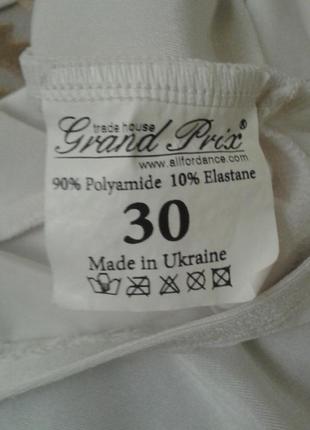 trade house
Grand Prix®
www.allfordance.com
90% Polyamide 10% Elastane
30
Made in Ukraine